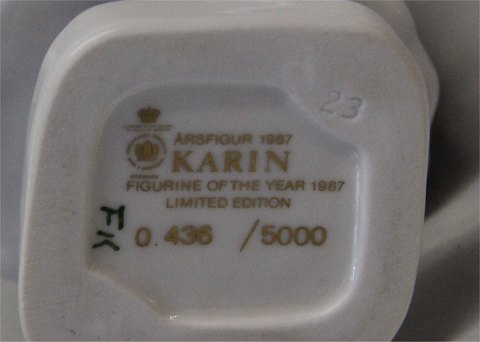 23
ÅRSFIGUR 1987
KARIN
FIGURINE OF THE YEAR 1987
LIMITED EDITION
0.436 /5000